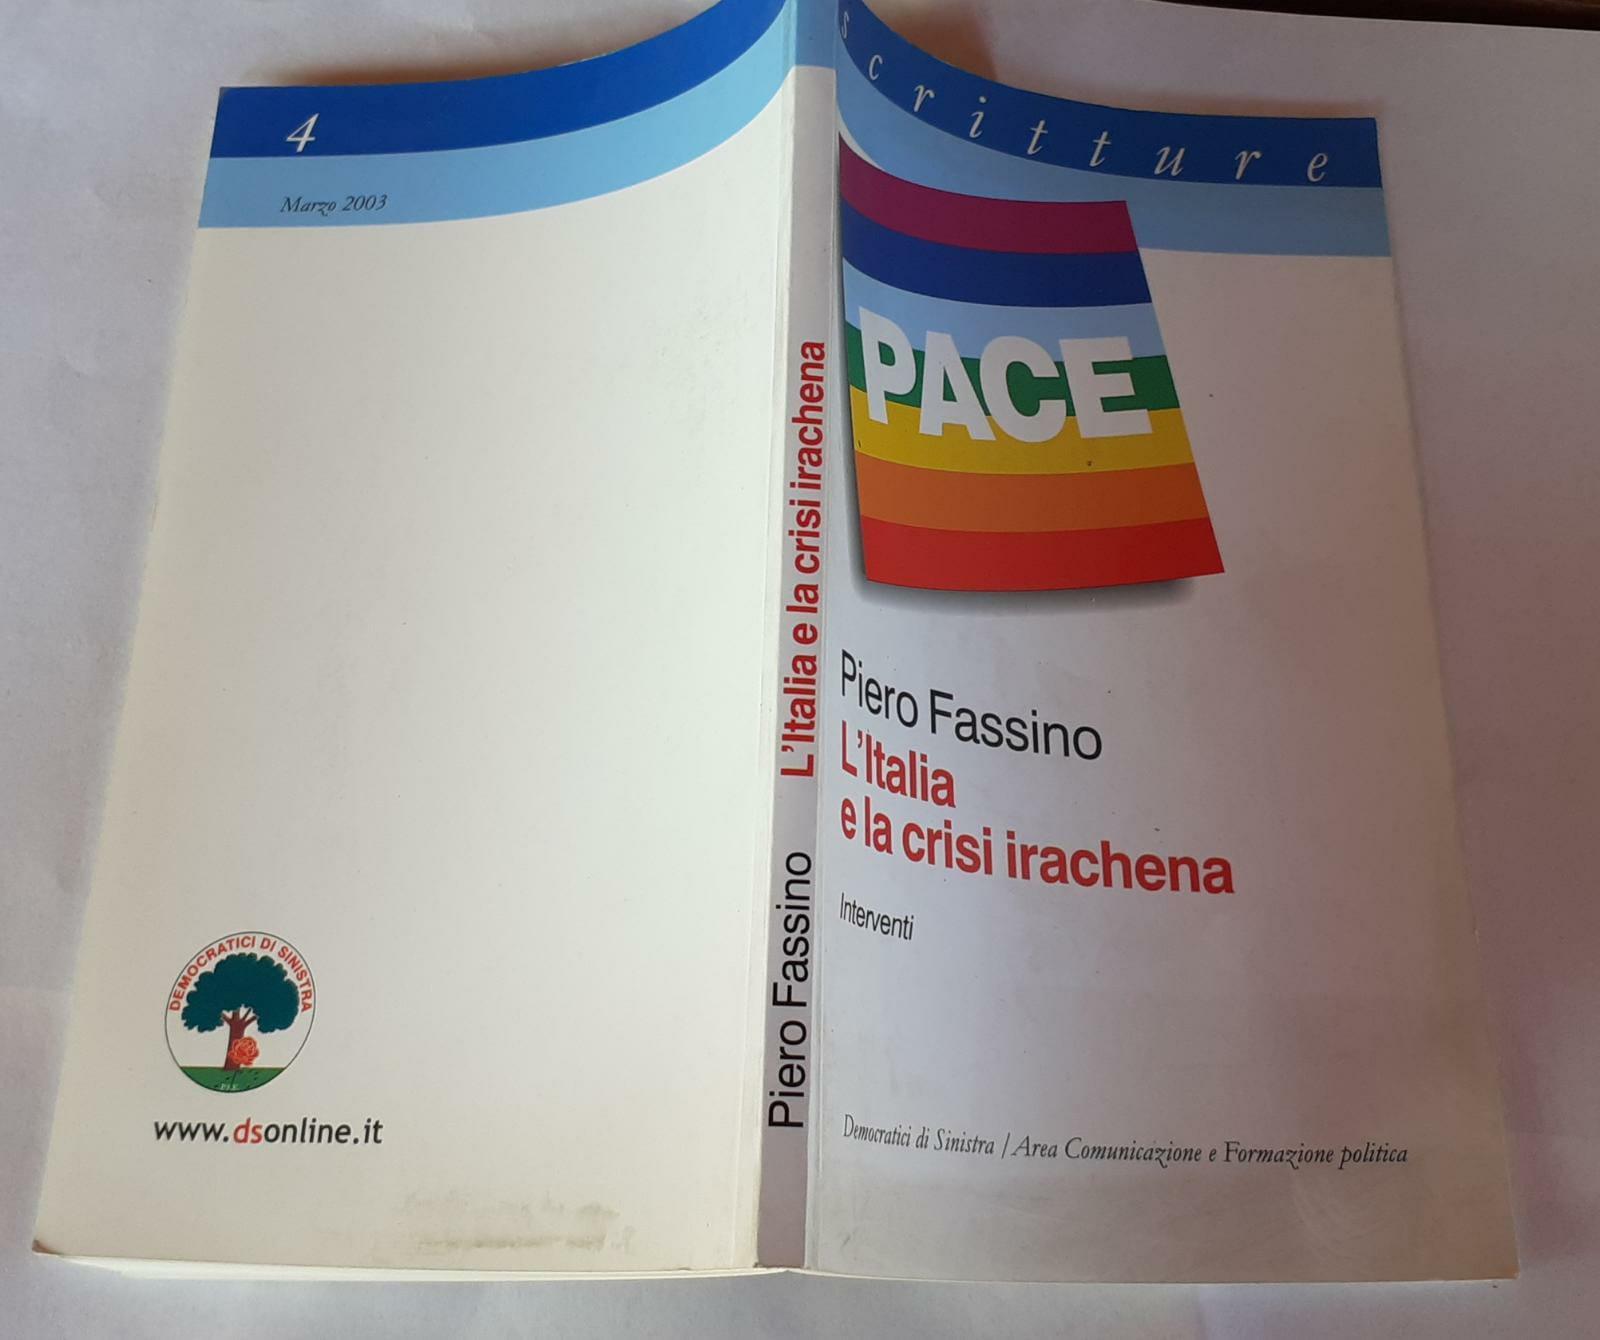 4
Marzo 2003
DEMOCRATICI DI SINISTRA
www.dsonline.it
Piero Fassino L'Italia e la crisi irachena
scritture
PACE
Piero Fassino
L'Italia
e la crisi irachena
Interventi
Democratici di Sinistra / Area Comunicazione e Formazione politica